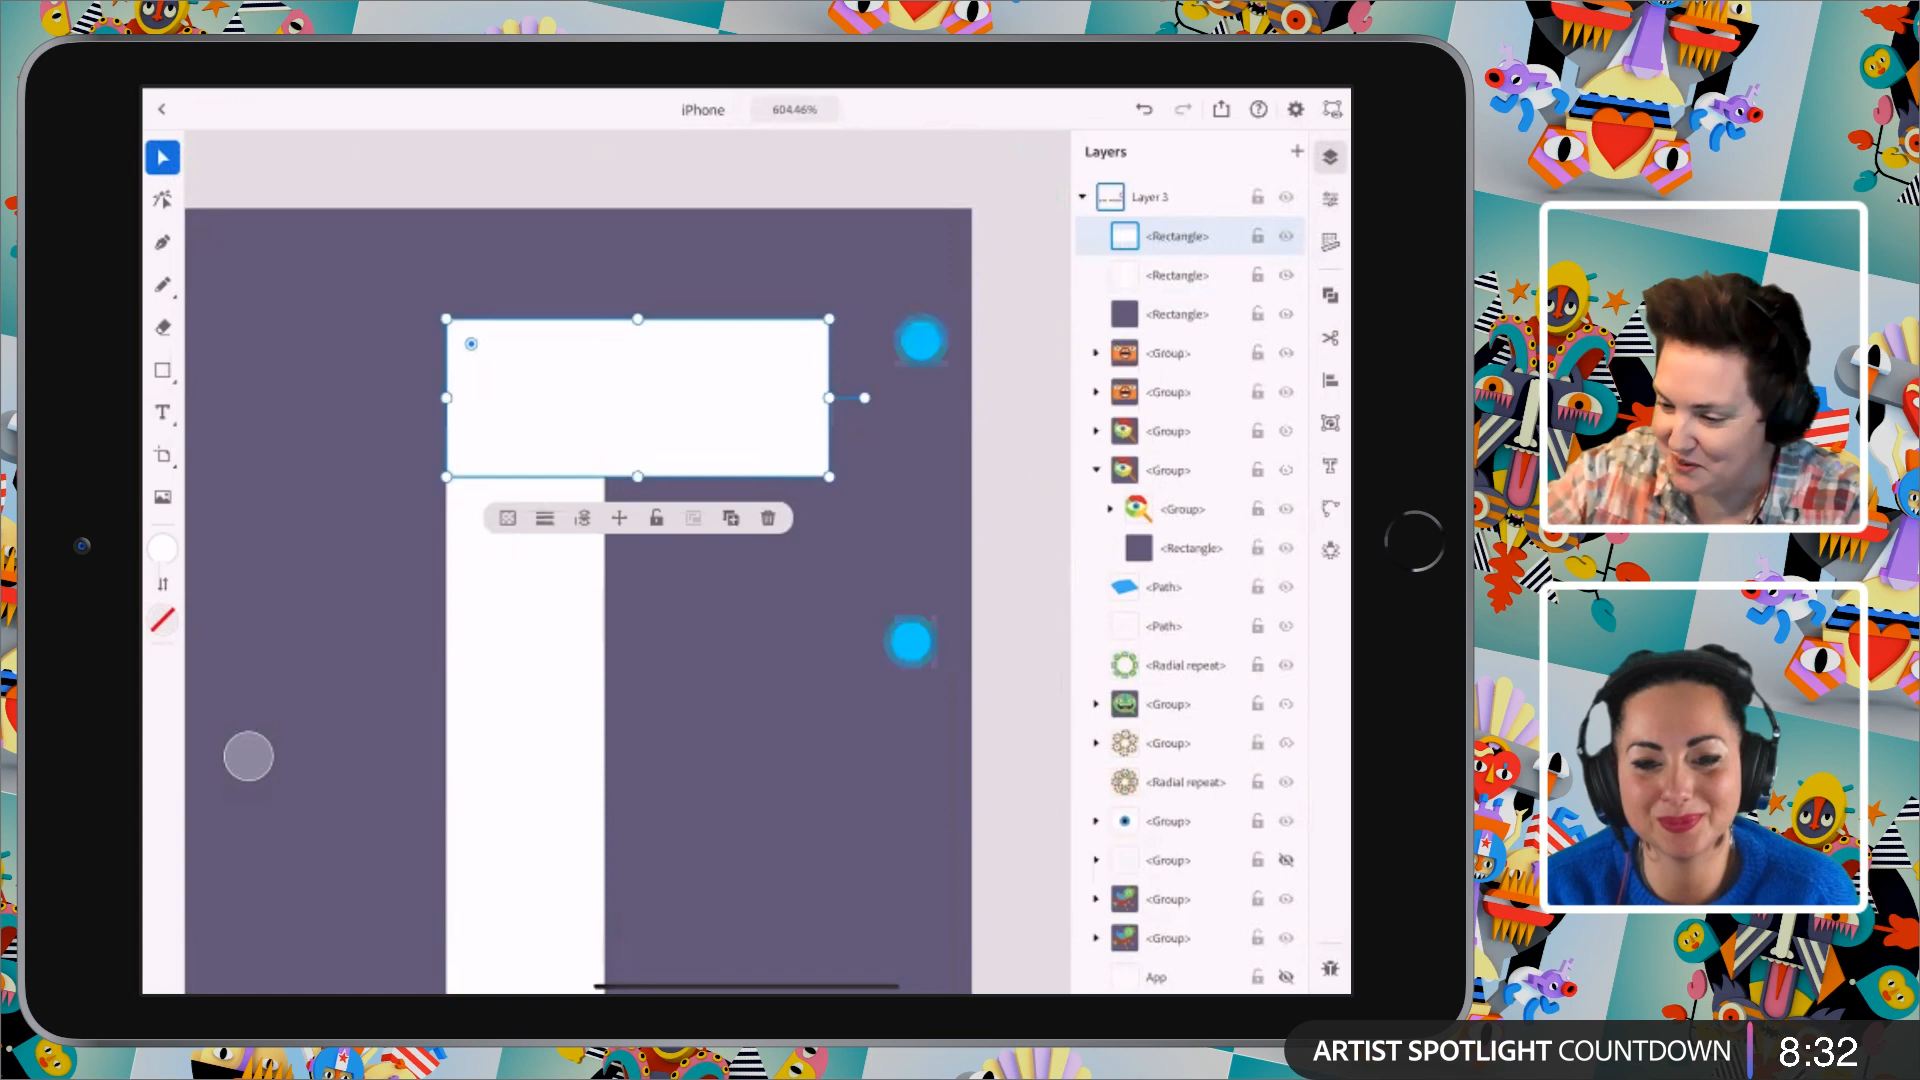 iPhone
604.46%
Layers
Layer 3
<Rectangle>
<Rectangle>
<Rectangle>
<Group>
<Group>
<Group>
<Group>
<Group>
<Rectangle>
<Path>
<Path>
<Radial repeat>
<Group>
<Group>
<Radial repeat>
<Group>
<Group>
<Group>
<Group>
App
ARTIST SPOTLIGHT COUNTDOWN 8:32